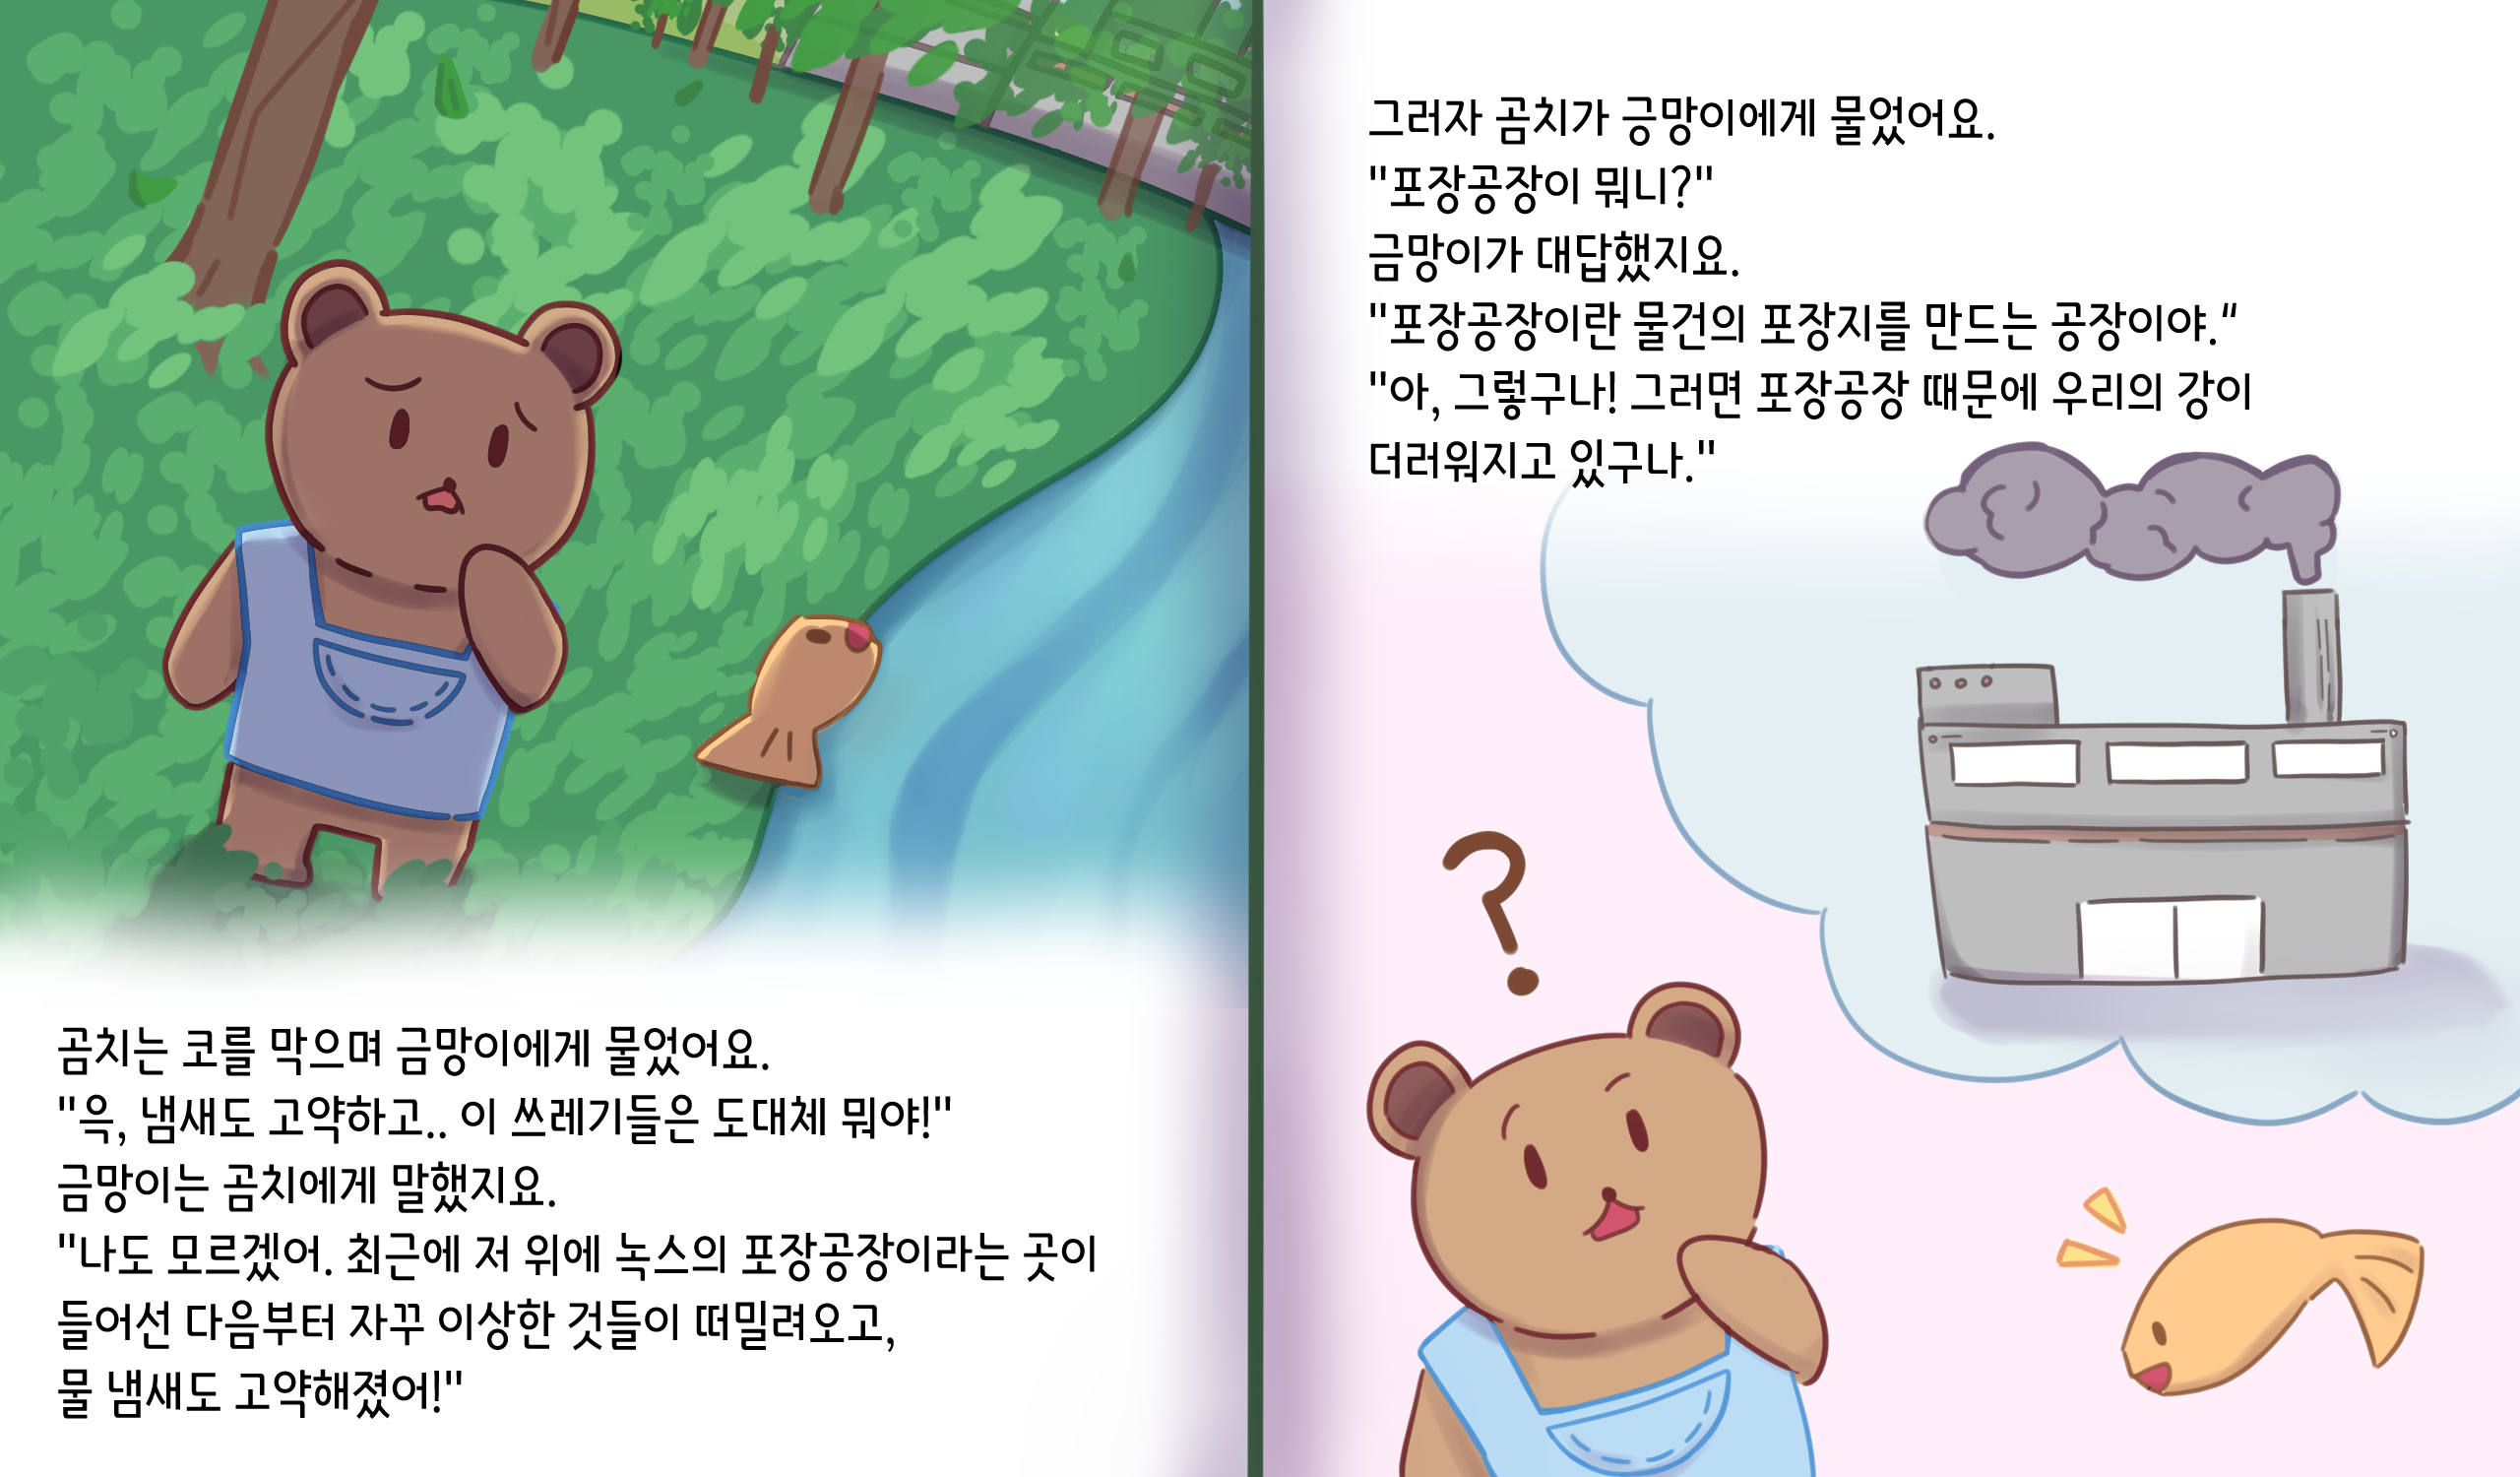 곰치는 코를 막으며 금망이에게 물었어요.
"윽, 냄새도 고약하고.. 이 쓰레기들은 도대체 뭐야!"
금망이는 곰치에게 말했지요.
"나도 모르겠어. 최근에 저 위에 녹스의 포장공장이라는 곳이
들어선 다음부터 자꾸 이상한 것들이 떠밀려오고,
물 냄새도 고약해졌어!"
그러자 곰치가 긍망이에게 물었어요.
"포장공장이 뭐니?"
금망이가 대답했지요.
"포장공장이란 물건의 포장지를 만드는 공장이야."
"아, 그렇구나! 그러면 포장공장 때문에 우리의 강이
더러워지고 있구나."
?